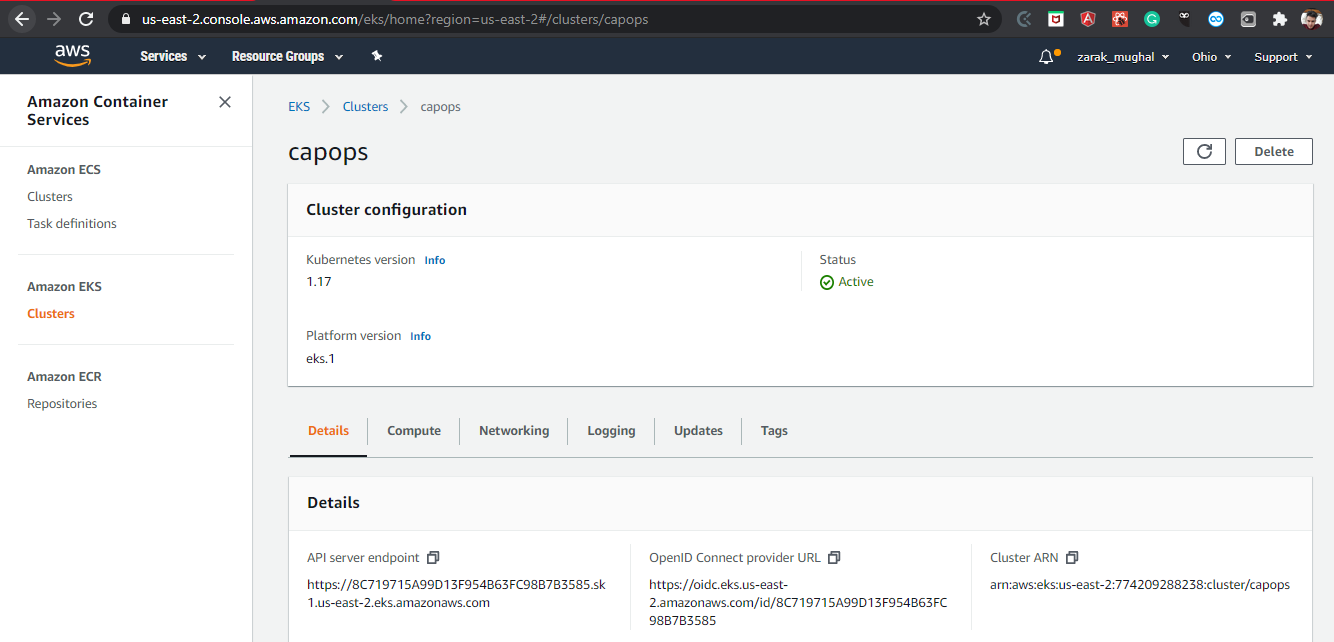 us-east-2.console.aws.amazon.com/eks/home?region=us-east-2#/clusters/capops
aws Services Resource Groups zarak_mughal Ohio Support
Amazon Container
Services
Amazon ECS
Clusters
Task definitions
Amazon EKS
Clusters
Amazon ECR
Repositories
EKS Clusters capops
capops
Delete
Cluster configuration
Kubernetes version Info
1.17
Status
Active
Platform version Info
eks.1
Details Compute Networking Logging Updates Tags
Details
API server endpoint
https://8C719715A99D13F954B63FC98B7B3585.sk
1.us-east-2.eks.amazonaws.com
OpenID Connect provider URL
https://oidc.eks.us-east-
2.amazonaws.com/id/8C719715A99D13F954B63FC
98B7B3585
Cluster ARN
arn:aws:eks:us-east-2:774209288238:cluster/capops